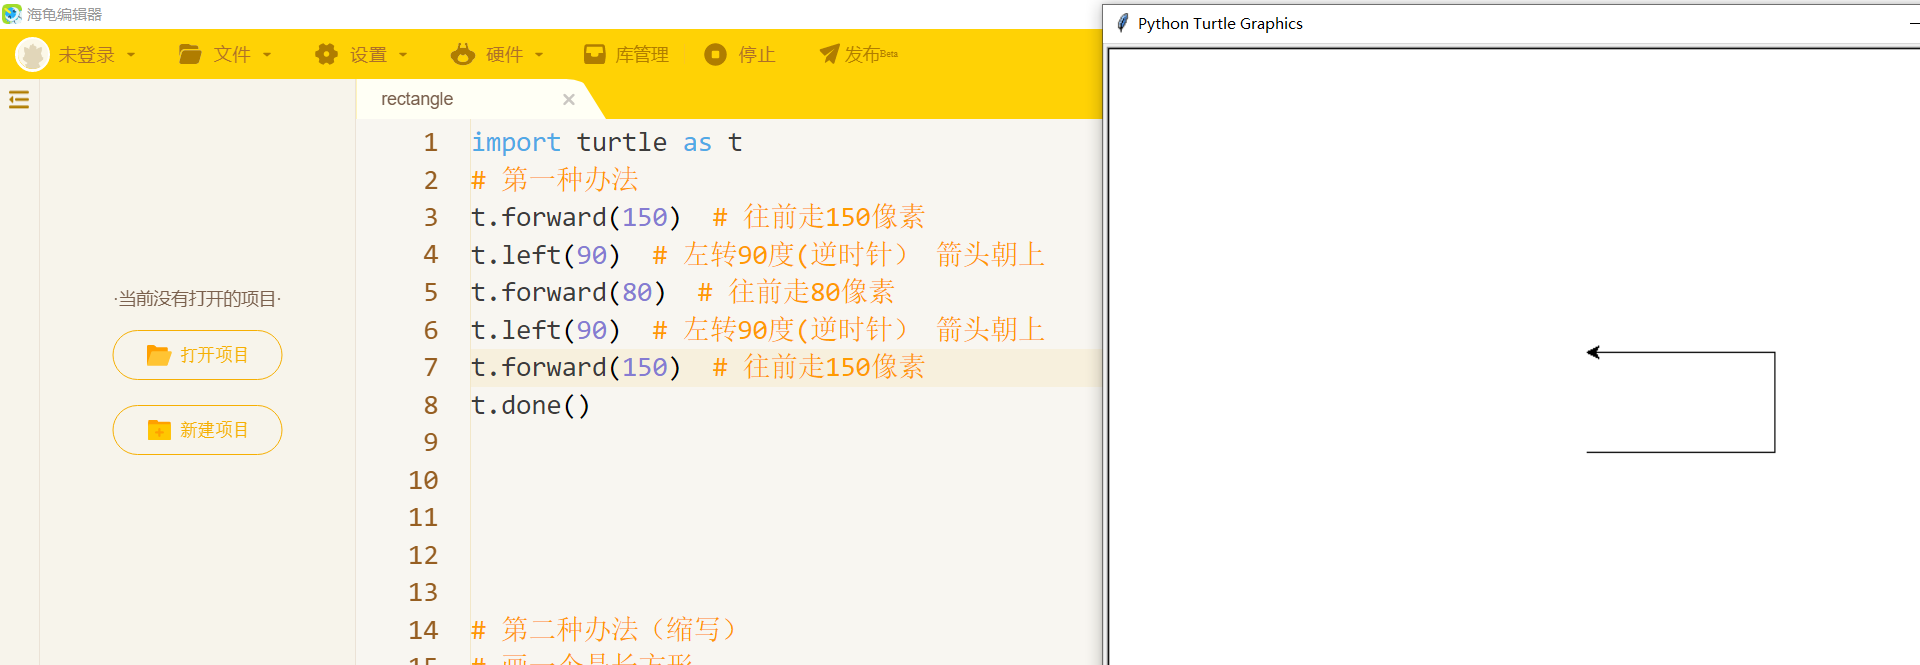 海龟编辑器
Python Turtle Graphics
未登录 文件 设置 硬件 库管理 停止 发布Beta
rectangle
1 import turtle as t
2 # 第一种办法
3 t.forward(150) # 往前走150像素
4 t.left(90) # 左转90度(逆时针） 箭头朝上
5 t.forward(80) # 往前走80像素
6 t.left(90) # 左转90度(逆时针） 箭头朝上
7 t.forward(150) # 往前走150像素
8 t.done()
9
10
11
12
13
14 # 第二种办法（缩写）
15 # 画一个是长方形
·当前没有打开的项目·
打开项目
新建项目